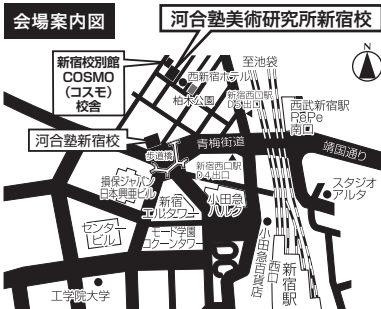 会場案内図
河合塾美術研究所新宿校
N
新宿校別館
COSMO
(コスモ)
校舎
至池袋
西新宿ホテル
柏木公園
新宿西口駅
D5出口
西武新宿駅
PePe
南口
河合塾新宿校
青梅街道
靖国通り
歩道橋
新宿西口駅
D4出口
損保ジャパン
日本興亜ビル
新宿
エルタワー
小田急
ハルク
スタジオ
アルタ
センター
ビル
モード学園
コクーンタワー
小田急百貨店
西口
新宿駅
工学院大学